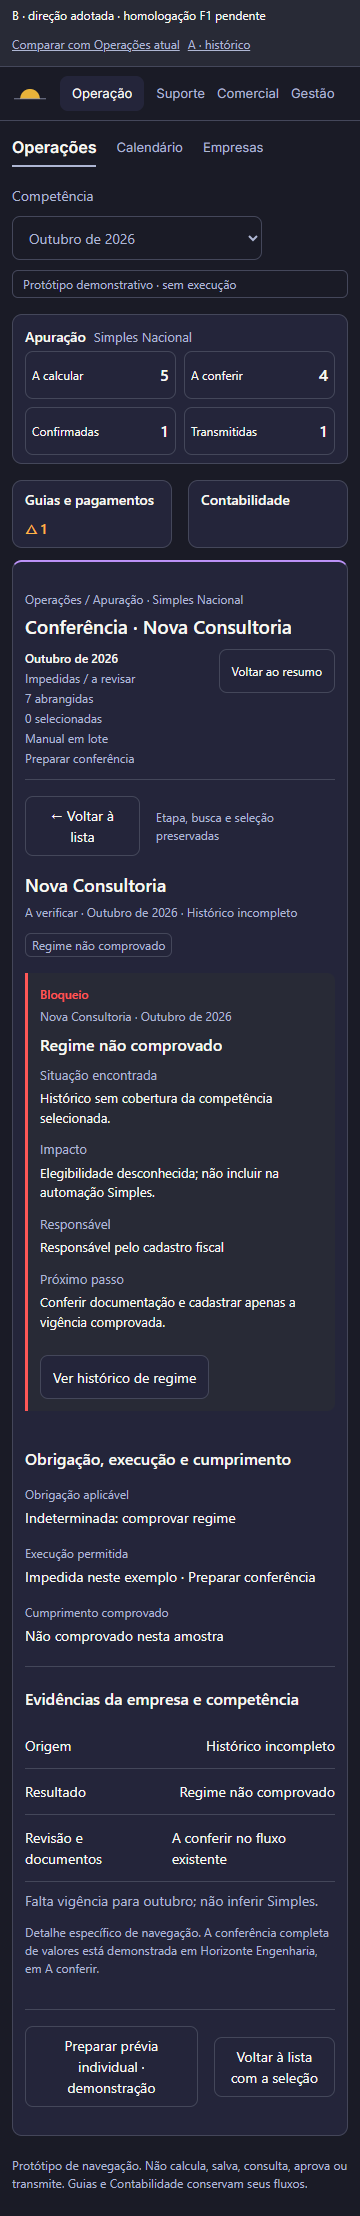 B · direção adotada · homologação F1 pendente
Comparar com Operações atual A · histórico
Operação Suporte Comercial Gestão
Operações Calendário Empresas
Competência
Outubro de 2026
Protótipo demonstrativo · sem execução
Apuração Simples Nacional
A calcular 5 A conferir 4
Confirmadas 1 Transmitidas 1
Guias e pagamentos Contabilidade
△ 1
Operações / Apuração · Simples Nacional
Conferência · Nova Consultoria
Outubro de 2026
Impedidas / a revisar
7 abrangidas
0 selecionadas
Manual em lote
Preparar conferência
Voltar ao resumo
← Voltar à
lista
Etapa, busca e seleção
preservadas
Nova Consultoria
A verificar · Outubro de 2026 · Histórico incompleto
Regime não comprovado
Bloqueio
Nova Consultoria · Outubro de 2026
Regime não comprovado
Situação encontrada
Histórico sem cobertura da competência
selecionada.
Impacto
Elegibilidade desconhecida; não incluir na
automação Simples.
Responsável
Responsável pelo cadastro fiscal
Próximo passo
Conferir documentação e cadastrar apenas a
vigência comprovada.
Ver histórico de regime
Obrigação, execução e cumprimento
Obrigação aplicável
Indeterminada: comprovar regime
Execução permitida
Impedida neste exemplo · Preparar conferência
Cumprimento comprovado
Não comprovado nesta amostra
Evidências da empresa e competência
Origem Histórico incompleto
Resultado Regime não comprovado
Revisão e
documentos
A conferir no fluxo
existente
Falta vigência para outubro; não inferir Simples.
Detalhe específico de navegação. A conferência completa
de valores está demonstrada em Horizonte Engenharia,
em A conferir.
Preparar prévia
individual ·
demonstração
Voltar à lista
com a seleção
Protótipo de navegação. Não calcula, salva, consulta, aprova ou
transmite. Guias e Contabilidade conservam seus fluxos.